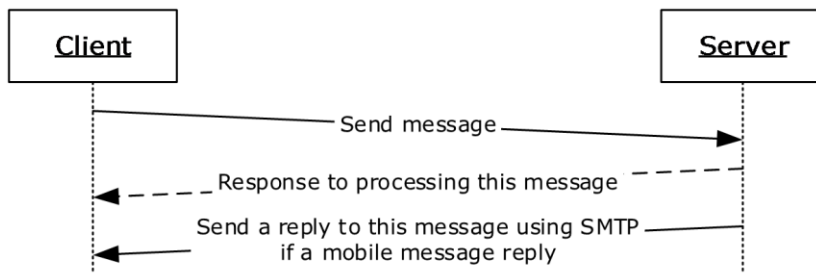 Client
Server
Send message
Response to processing this message
Send a reply to this message using SMTP
if a mobile message reply